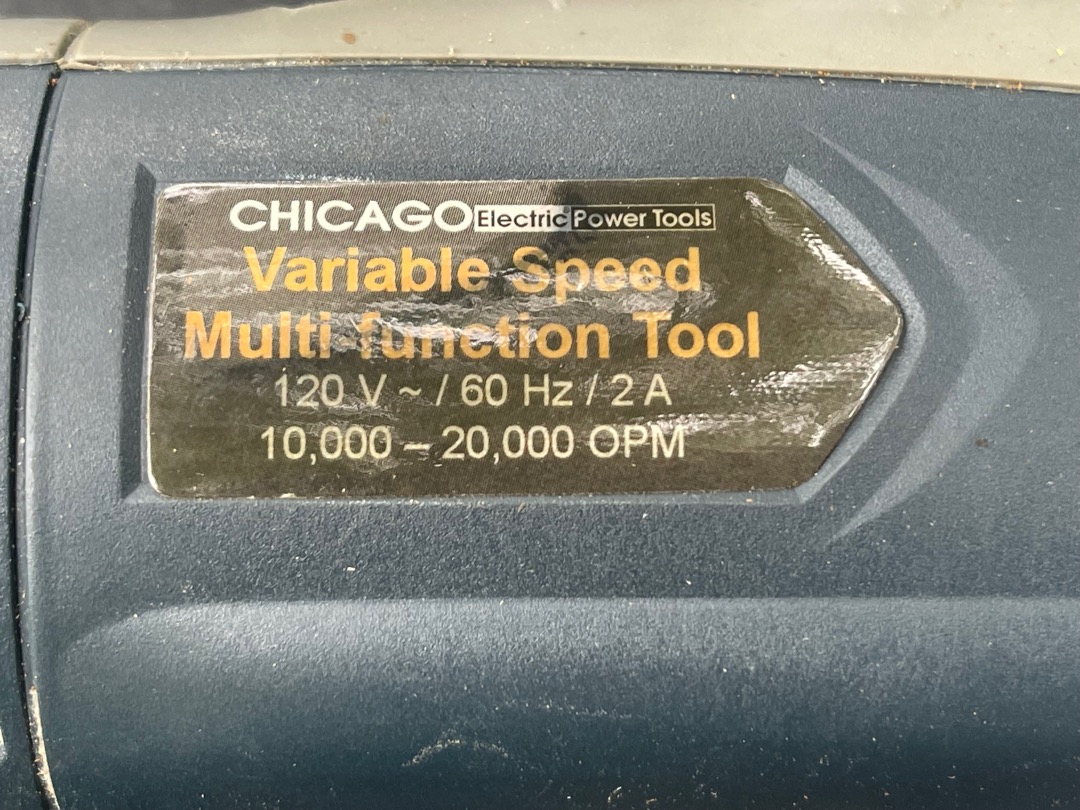 CHICAGO Electric Power Tools
Variable Speed
Multi function Tool
120 V ~ / 60 Hz / 2 A
10,000 – 20,000 OPM